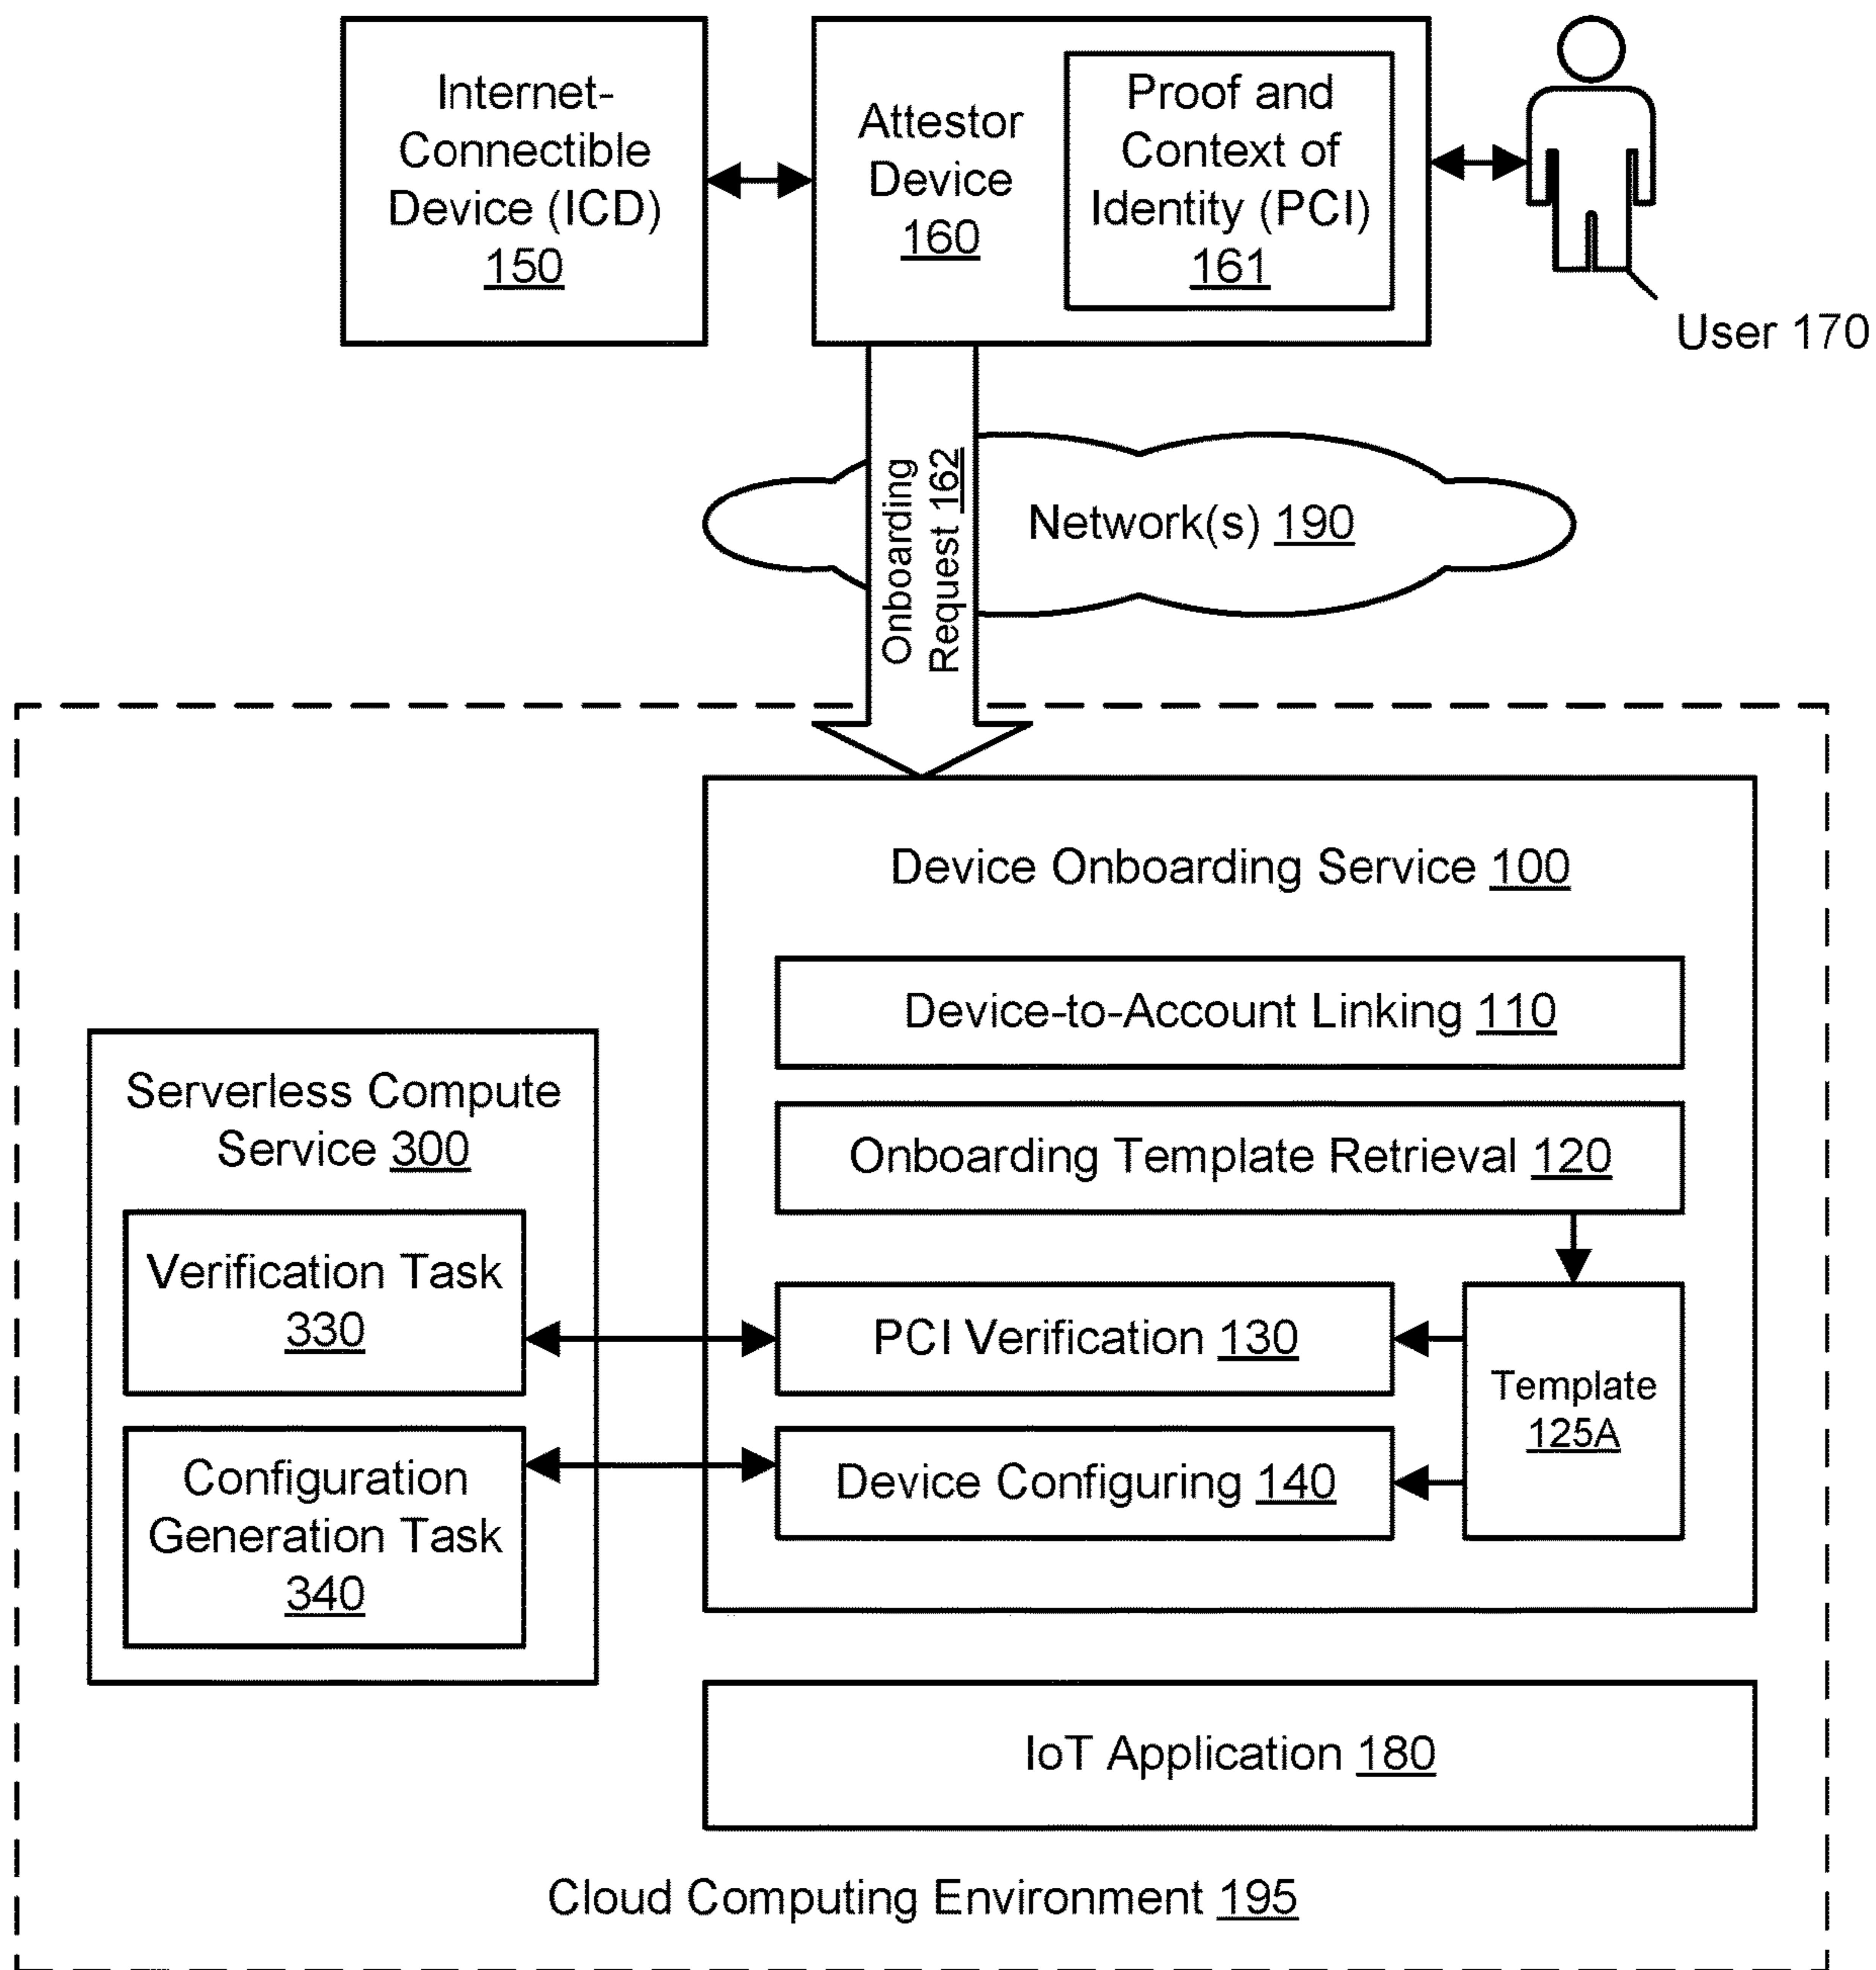 Internet-
Connectible
Device (ICD)
150
Attestor
Device
160
Proof and
Context of
Identity (PCI)
161
User 170
Onboarding
Request 162
Network(s) 190
Device Onboarding Service 100
Device-to-Account Linking 110
Onboarding Template Retrieval 120
PCI Verification 130
Device Configuring 140
Template
125A
Serverless Compute
Service 300
Verification Task
330
Configuration
Generation Task
340
IoT Application 180
Cloud Computing Environment 195